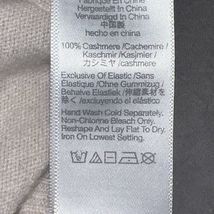 Fabriqué en Chine
Hergestellt in China
Vervaardigd in China
中国製
hecho en china
100% Cashmere /Cachemire /
Kaschmir /Kasjmier /
カシミヤ /cashmere
Exclusive Of Elastic /Sans
Elastique /Ohne Gummizug /
Behalve Elastiek /伸縮素材を
除く /excluyendo el elástico
Hand Wash Cold Separately.
Non-Chlorine Bleach Only.
Reshape And Lay Flat To Dry.
Iron On Lowest Setting.